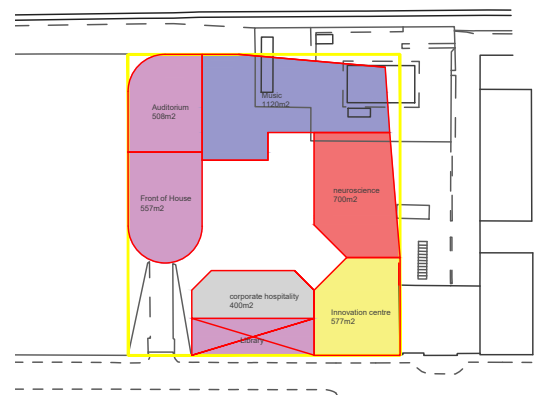 Music
1120m2
Auditorium
508m2
neuroscience
700m2
Front of House
557m2
corporate hospitality
400m2
Innovation centre
577m2
Library